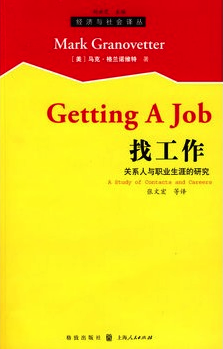 经济与社会译丛
Mark Granovetter
[美] 马克·格兰诺维特 著
Getting A Job
找工作
关系人与职业生涯的研究
A Study of Contacts and Careers
张文宏 等译
格致出版社 上海人民出版社